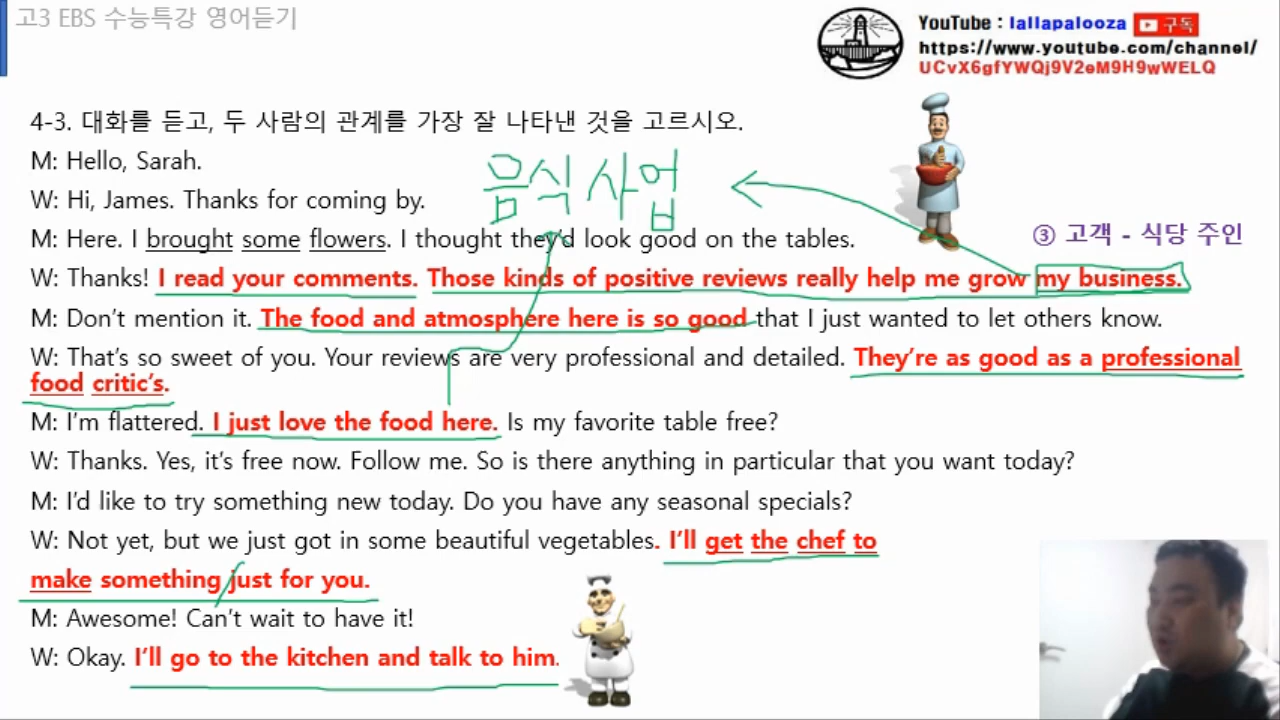 고3 EBS 수능특강 영어듣기
YouTube : lallapalooza 구독
https://www.youtube.com/channel/
UCvX6gfYWQj9V2eM9H9wWELQ
4-3. 대화를 듣고, 두 사람의 관계를 가장 잘 나타낸 것을 고르시오.
M: Hello, Sarah.
음식 사업
W: Hi, James. Thanks for coming by.
M: Here. I brought some flowers. I thought they'd look good on the tables.
③ 고객 - 식당 주인
W: Thanks! I read your comments. Those kinds of positive reviews really help me grow my business.
M: Don't mention it. The food and atmosphere here is so good that I just wanted to let others know.
W: That's so sweet of you. Your reviews are very professional and detailed. They're as good as a professional
food critic's.
M: I'm flattered. I just love the food here. Is my favorite table free?
W: Thanks. Yes, it's free now. Follow me. So is there anything in particular that you want today?
M: I'd like to try something new today. Do you have any seasonal specials?
W: Not yet, but we just got in some beautiful vegetables. I'll get the chef to
make something just for you.
M: Awesome! Can't wait to have it!
W: Okay. I'll go to the kitchen and talk to him.